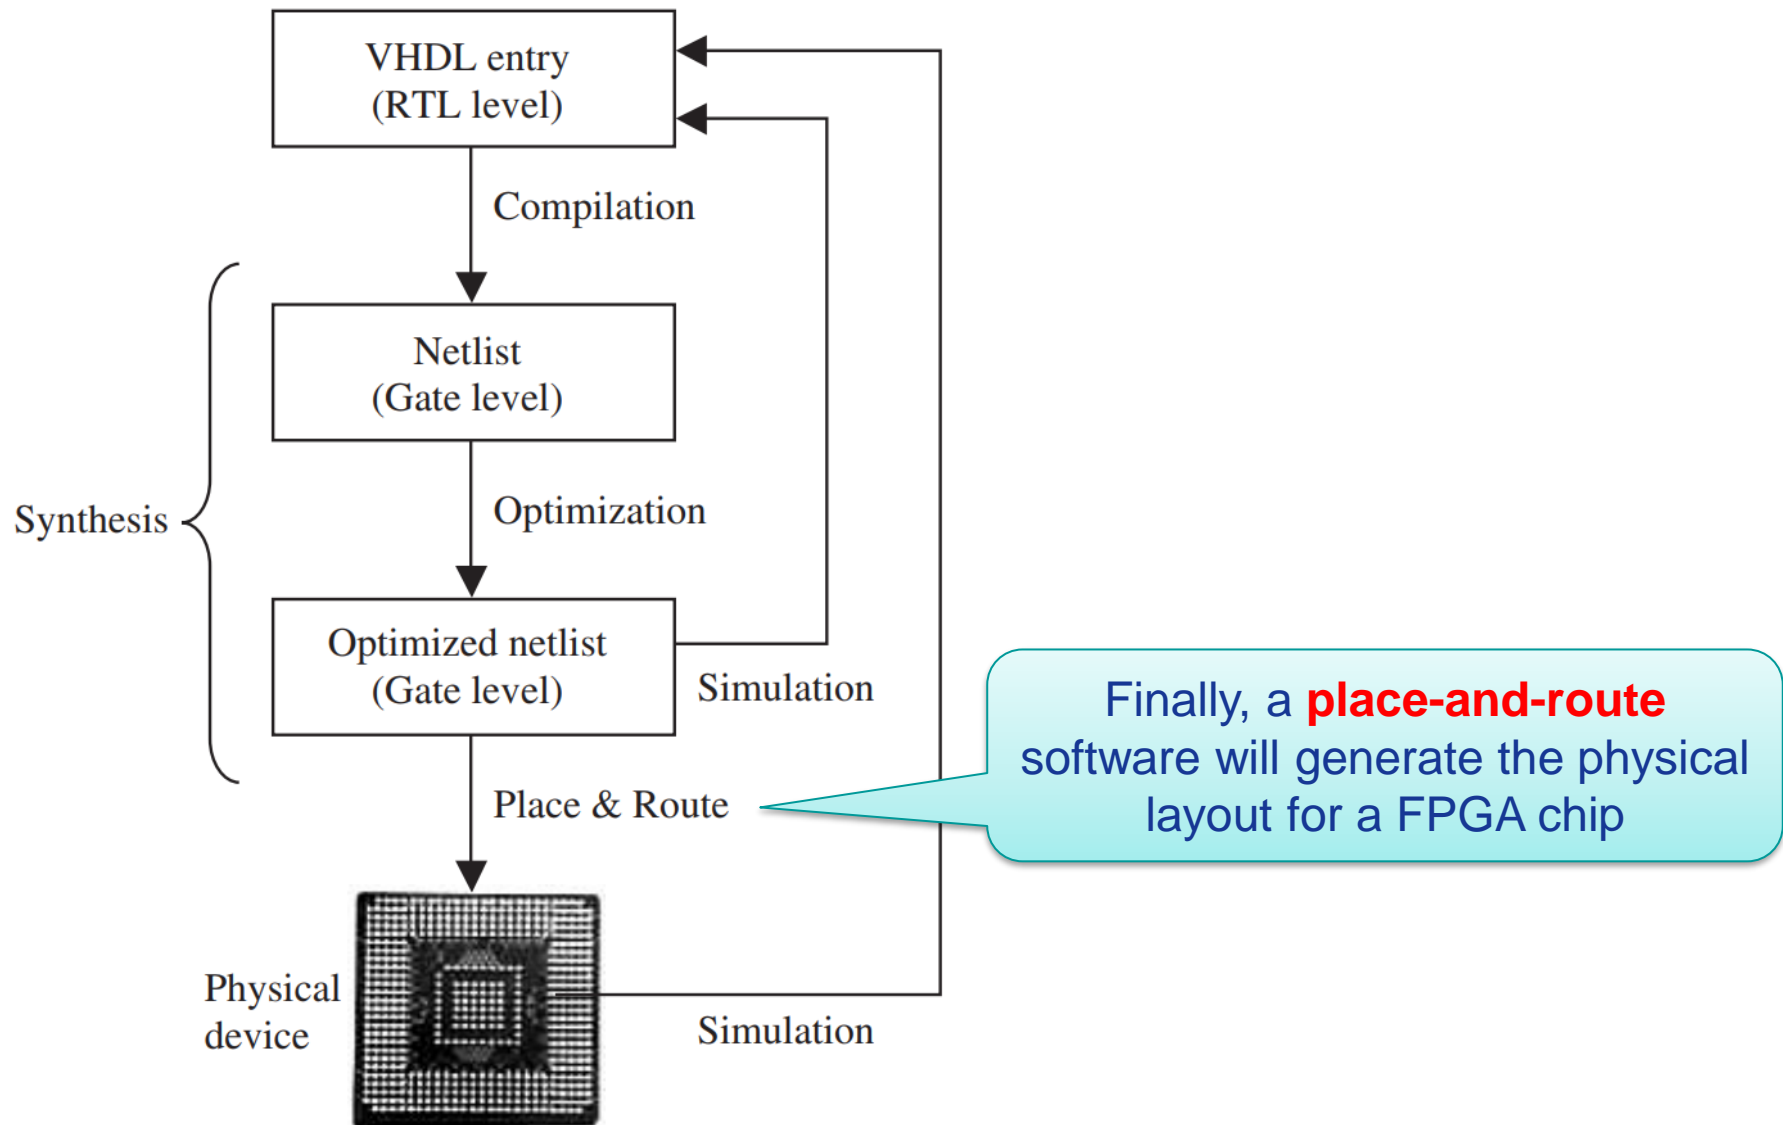 VHDL entry
(RTL level)
Compilation
Netlist
(Gate level)
Synthesis
Optimization
Optimized netlist
(Gate level)
Simulation
Finally, a place-and-route
software will generate the physical
layout for a FPGA chip
Place & Route
Physical
device
Simulation